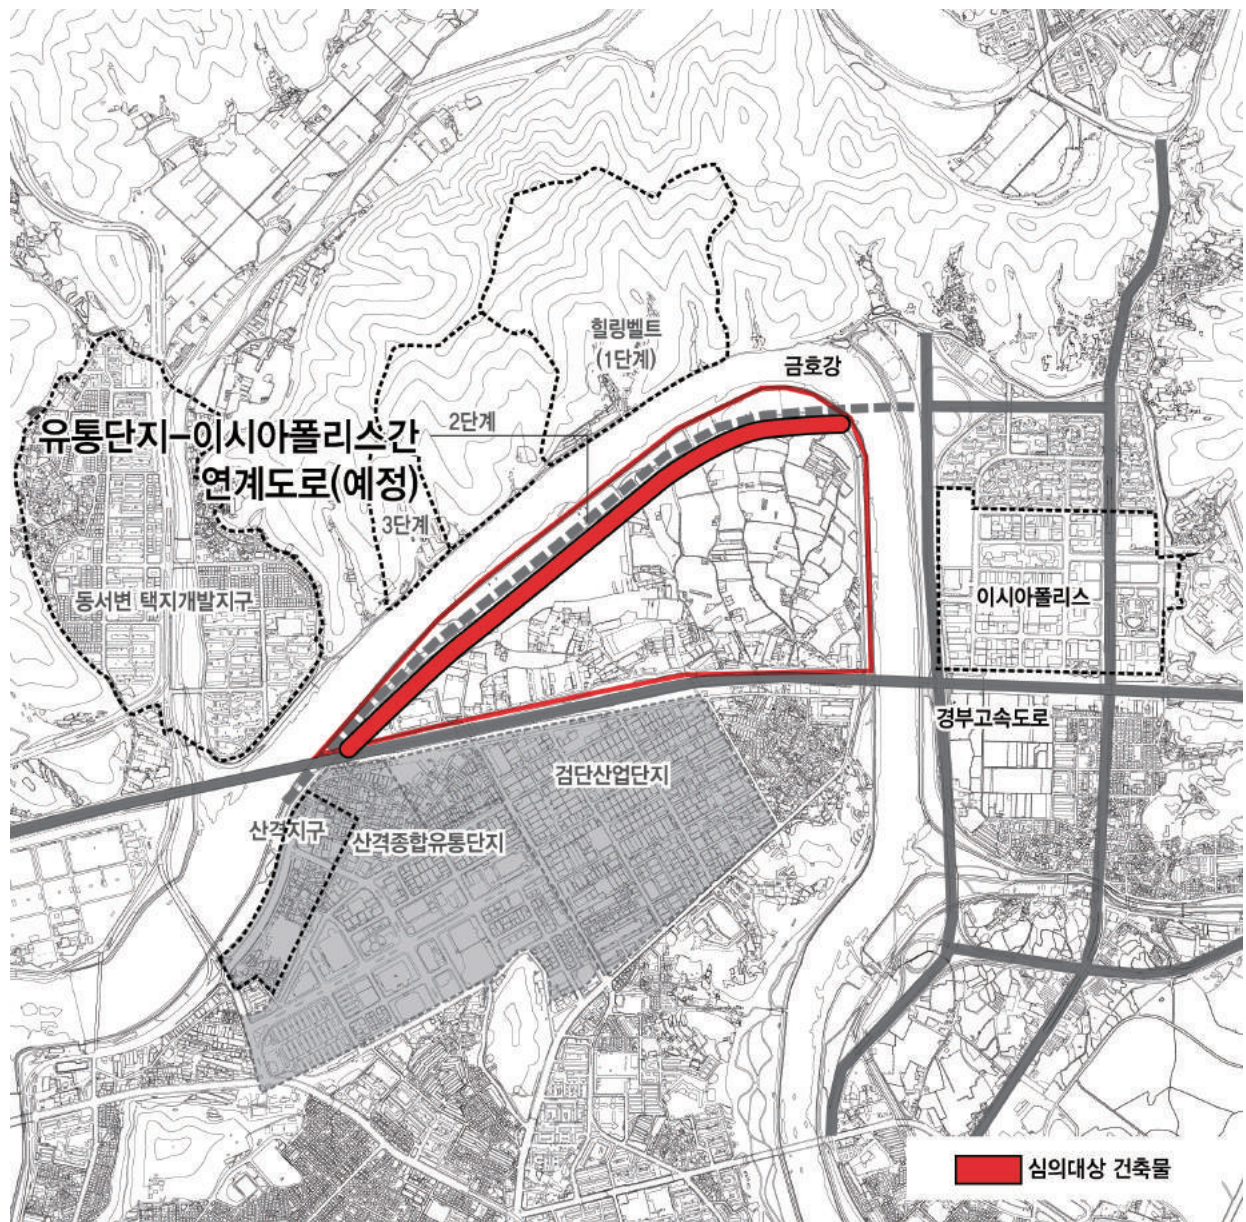 힐링벨트
(1단계)
금호강
2단계
유통단지-이시아폴리스간
연계도로(예정)
3단계
동서변 택지개발지구
이시아폴리스
경부고속도로
검단산업단지
산격지구
산격종합유통단지
심의대상 건축물